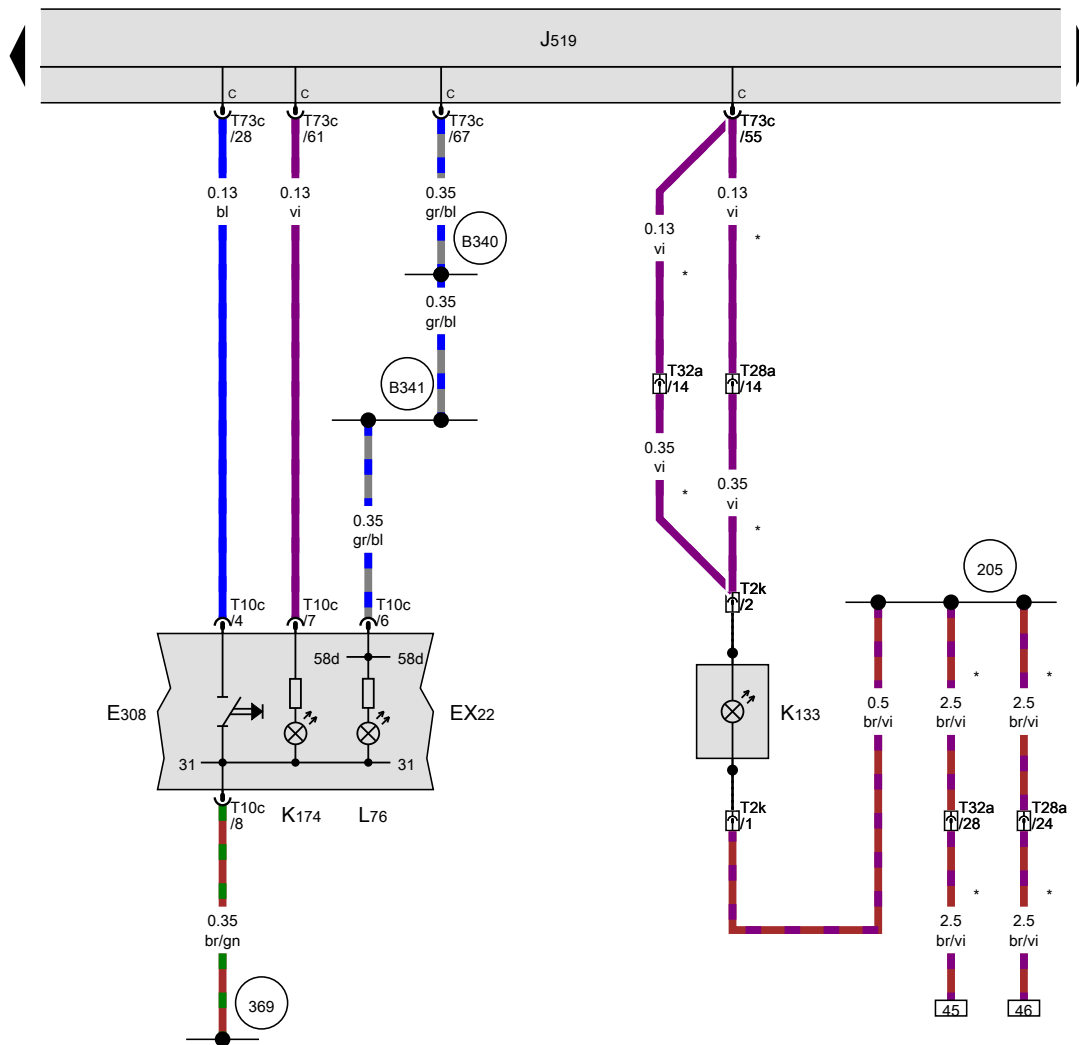 J519
C
C
C
C
T73c
/28
T73c
/61
T73c
/67
T73c
/55
0.13
bl
0.13
vi
0.35
gr/bl
0.13
vi
*
0.13
vi
*
B340
0.35
gr/bl
B341
T32a
/14
T28a
/14
0.35
vi
*
0.35
vi
*
0.35
gr/bl
205
T10c
/4
T10c
/7
T10c
/6
T2k
/2
58d
58d
E308
EX22
K133
31
31
0.5
br/vi
*
2.5
br/vi
*
2.5
br/vi
T10c
/8
K174
L76
T2k
/1
T32a
/28
T28a
/24
0.35
br/gn
*
2.5
br/vi
*
2.5
br/vi
369
45
46